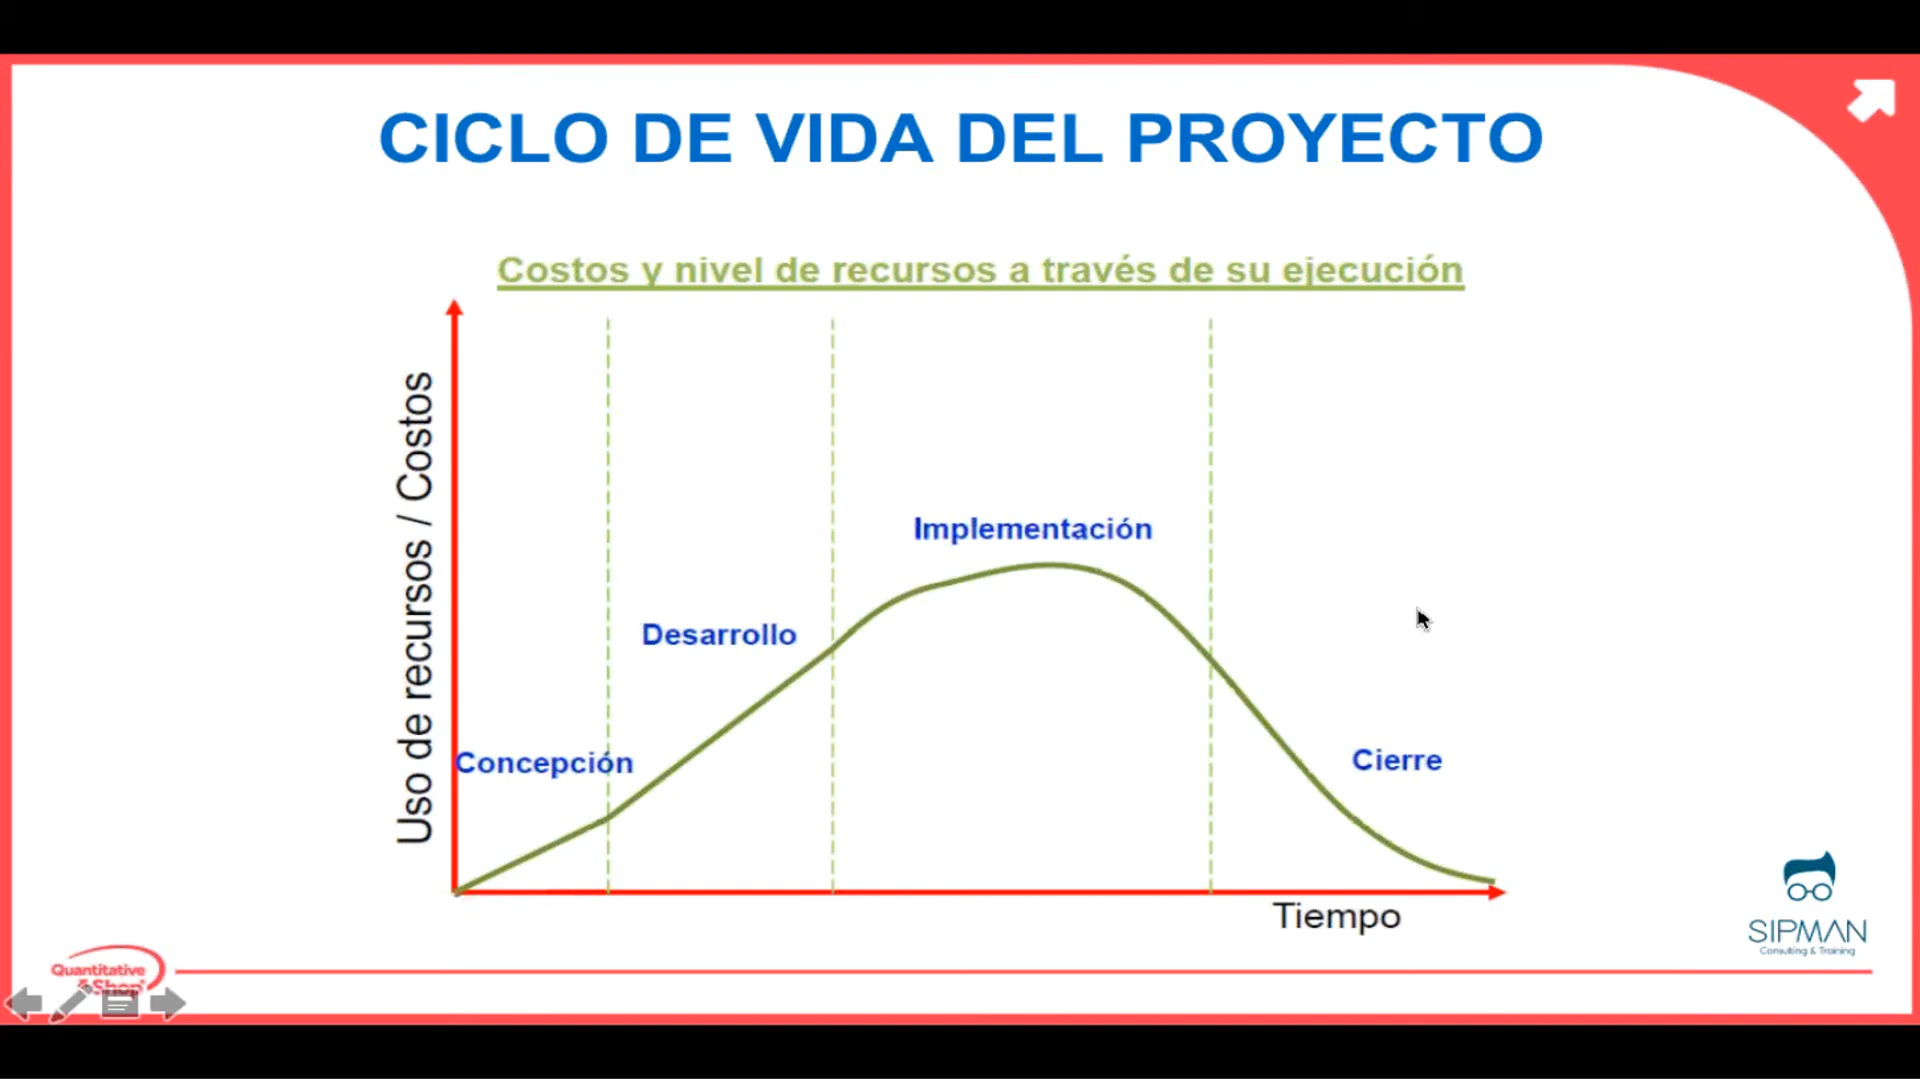 CICLO DE VIDA DEL PROYECTO
Costos y nivel de recursos a través de su ejecución
Uso de recursos / Costos
Implementación
Desarrollo
Concepción
Cierre
Tiempo
SIPMAN
Consulting & Training
Quantitative
Shop